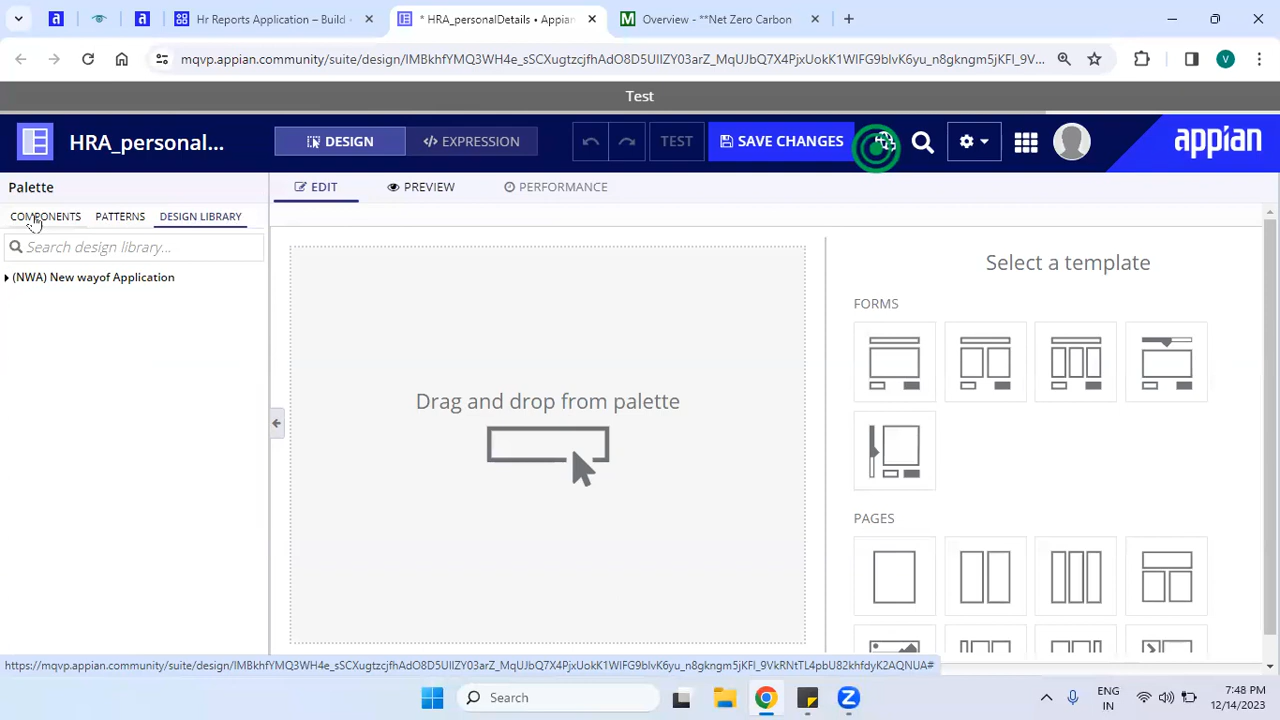 Hr Reports Application – Build
* HRA_personalDetails • Appian
Overview - **Net Zero Carbon
mqvp.appian.community/suite/design/IMBkhfYMQ3WH4e_sSCXugtzcjfhAdO8D5UIIZY03arZ_MqUJbQ7X4PjxUokK1WIFG9blvK6yu_n8gkngm5jKFl_9V...
V
Test
HRA_personal...
DESIGN
</> EXPRESSION
TEST
SAVE CHANGES
appian
Palette
EDIT
PREVIEW
PERFORMANCE
COMPONENTS
PATTERNS
DESIGN LIBRARY
Search design library...
(NWA) New wayof Application
Drag and drop from palette
Select a template
FORMS
PAGES
https://mqvp.appian.community/suite/design/IMBkhfYMQ3WH4e_sSCXugtzcjfhAdO8D5UIIZY03arZ_MqUJbQ7X4PjxUokK1WIFG9blvK6yu_n8gkngm5jKFl_9VkRNtTL4pbU82khfdyK2AQNUA#
Search
ENG
IN
7:48 PM
12/14/2023